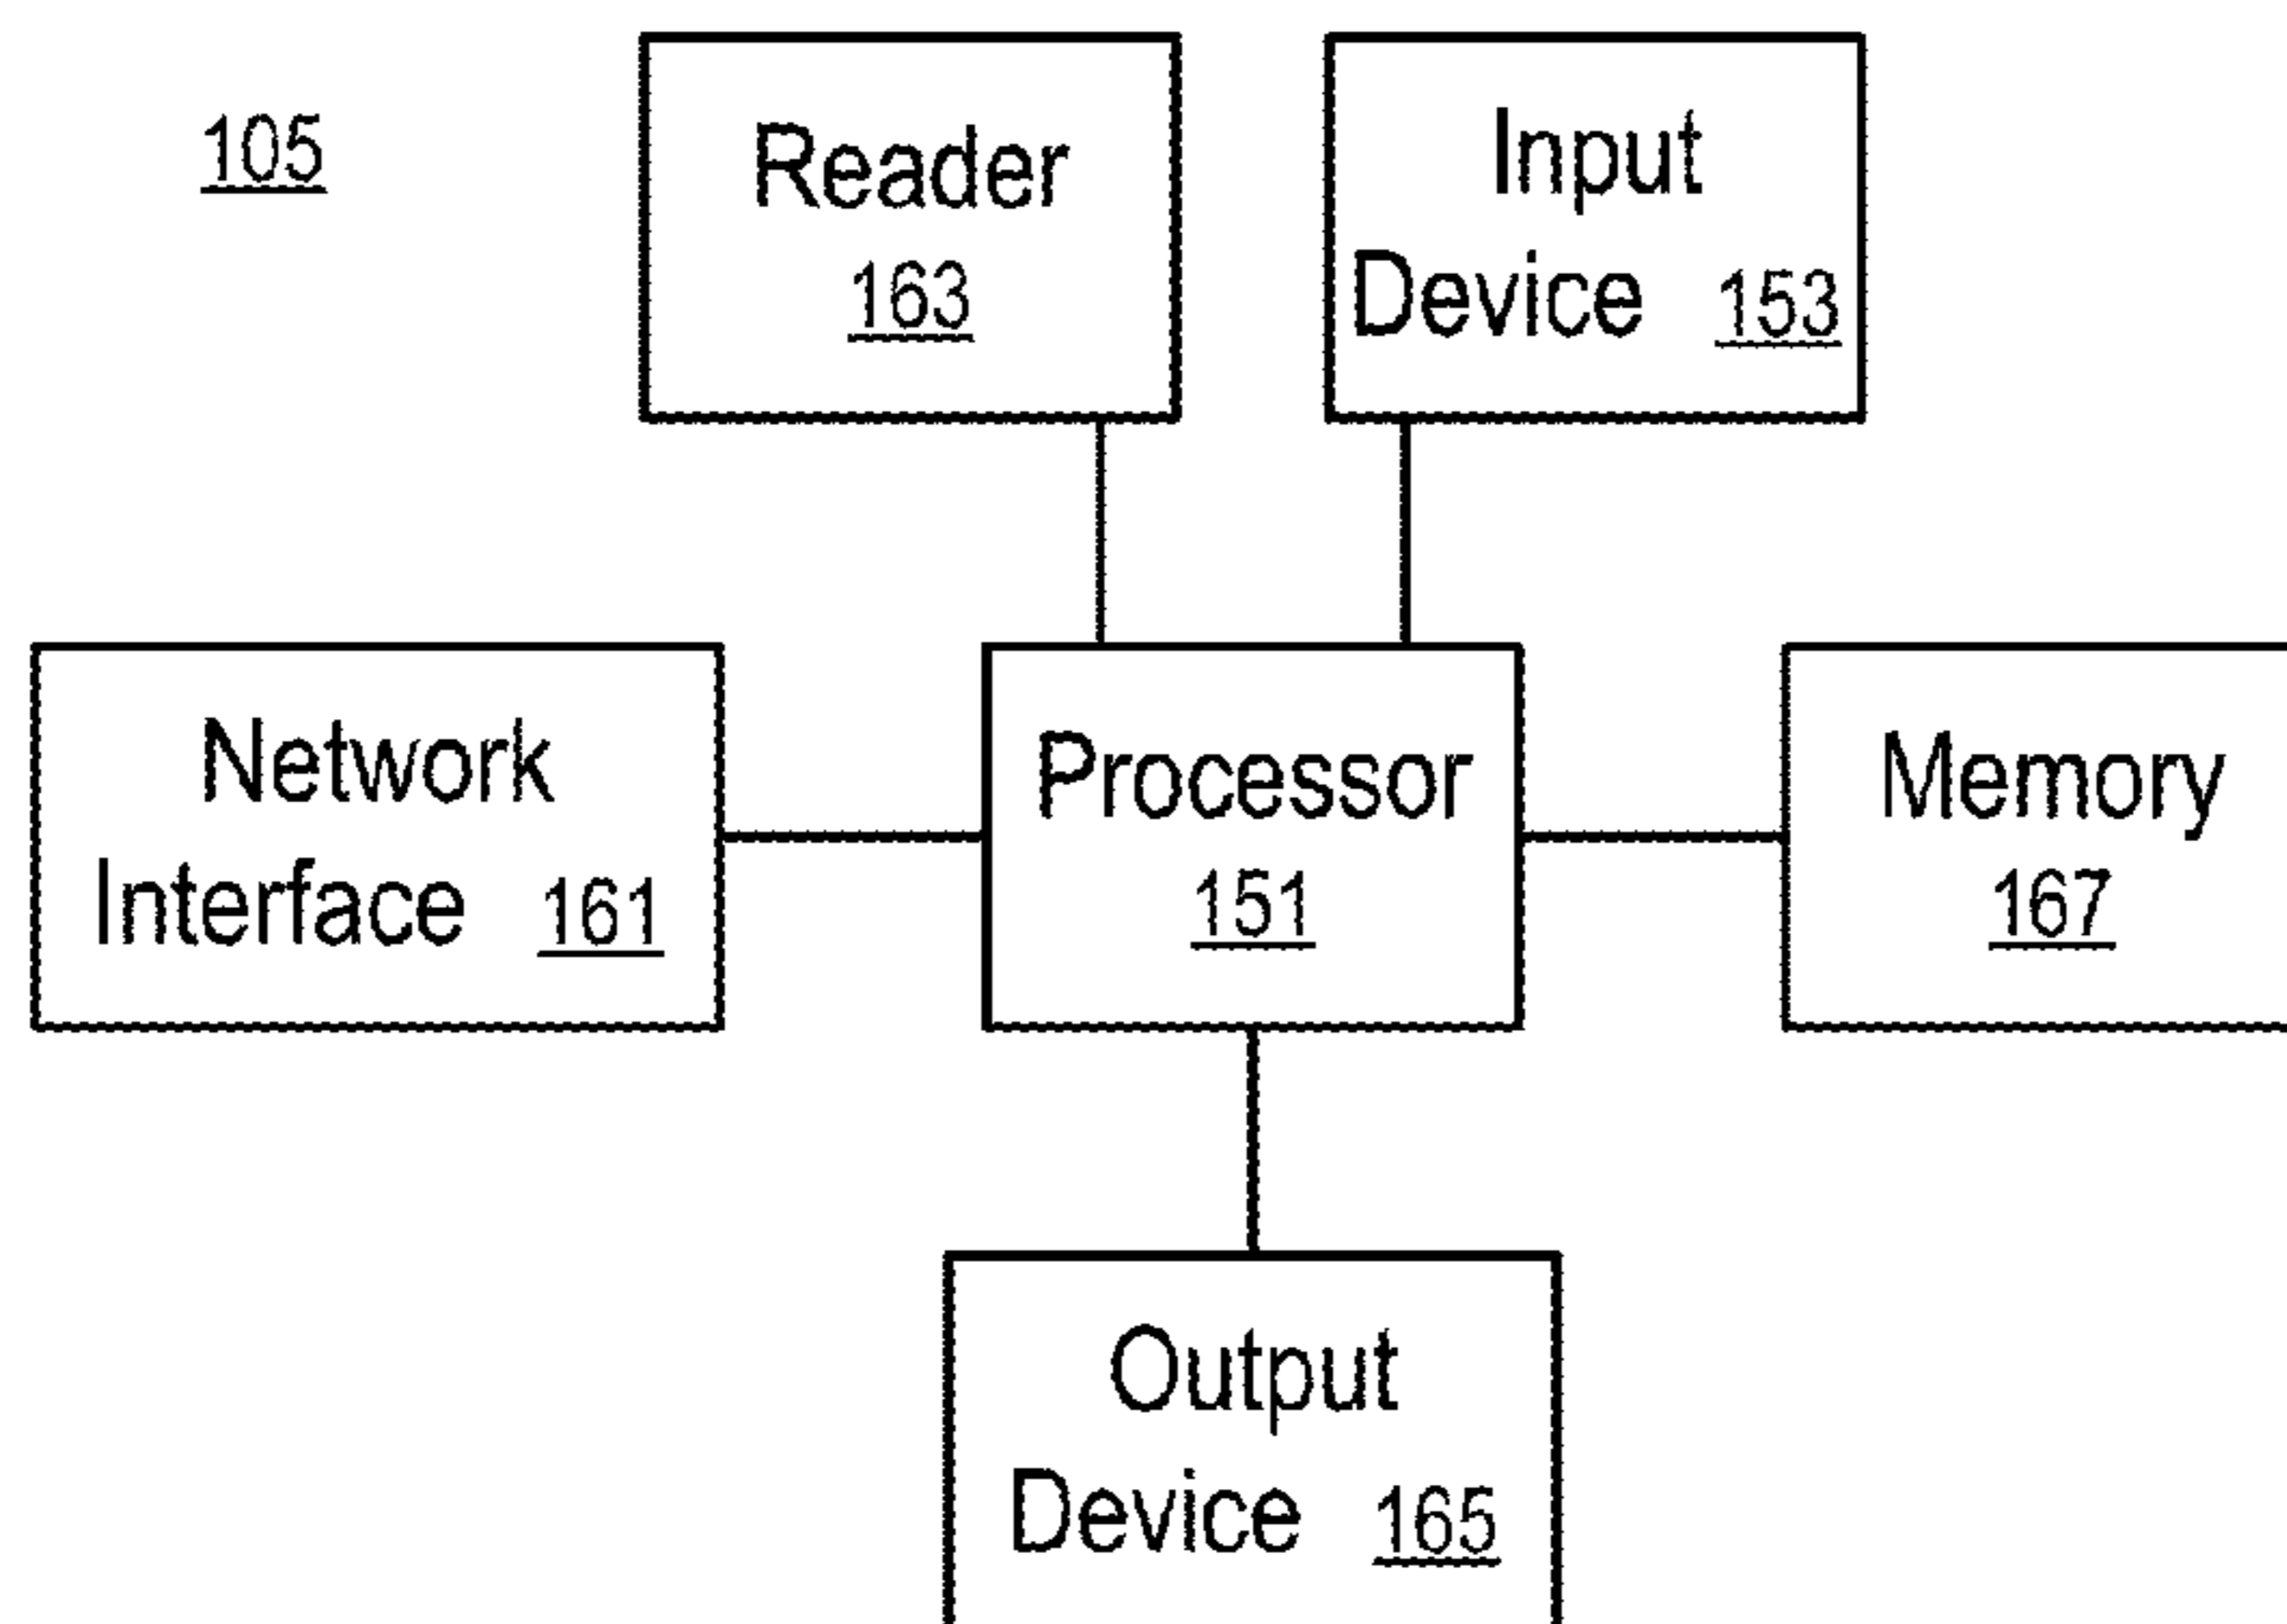 105
Reader
163
Input
Device 153
Network
Interface 161
Processor
151
Memory
167
Output
Device 165